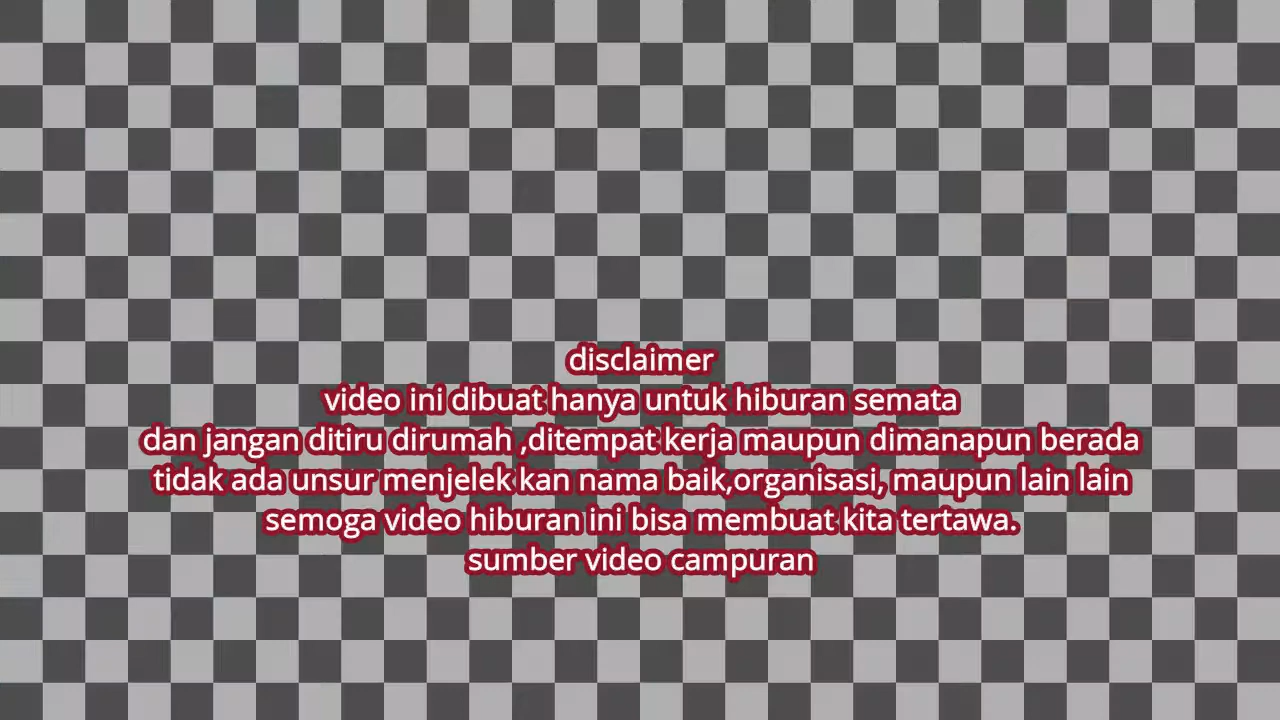 disclaimer
video ini dibuat hanya untuk hiburan semata
dan jangan ditiru dirumah ,ditempat kerja maupun dimanapun berada
tidak ada unsur menjelek kan nama baik,organisasi, maupun lain lain
semoga video hiburan ini bisa membuat kita tertawa.
sumber video campuran